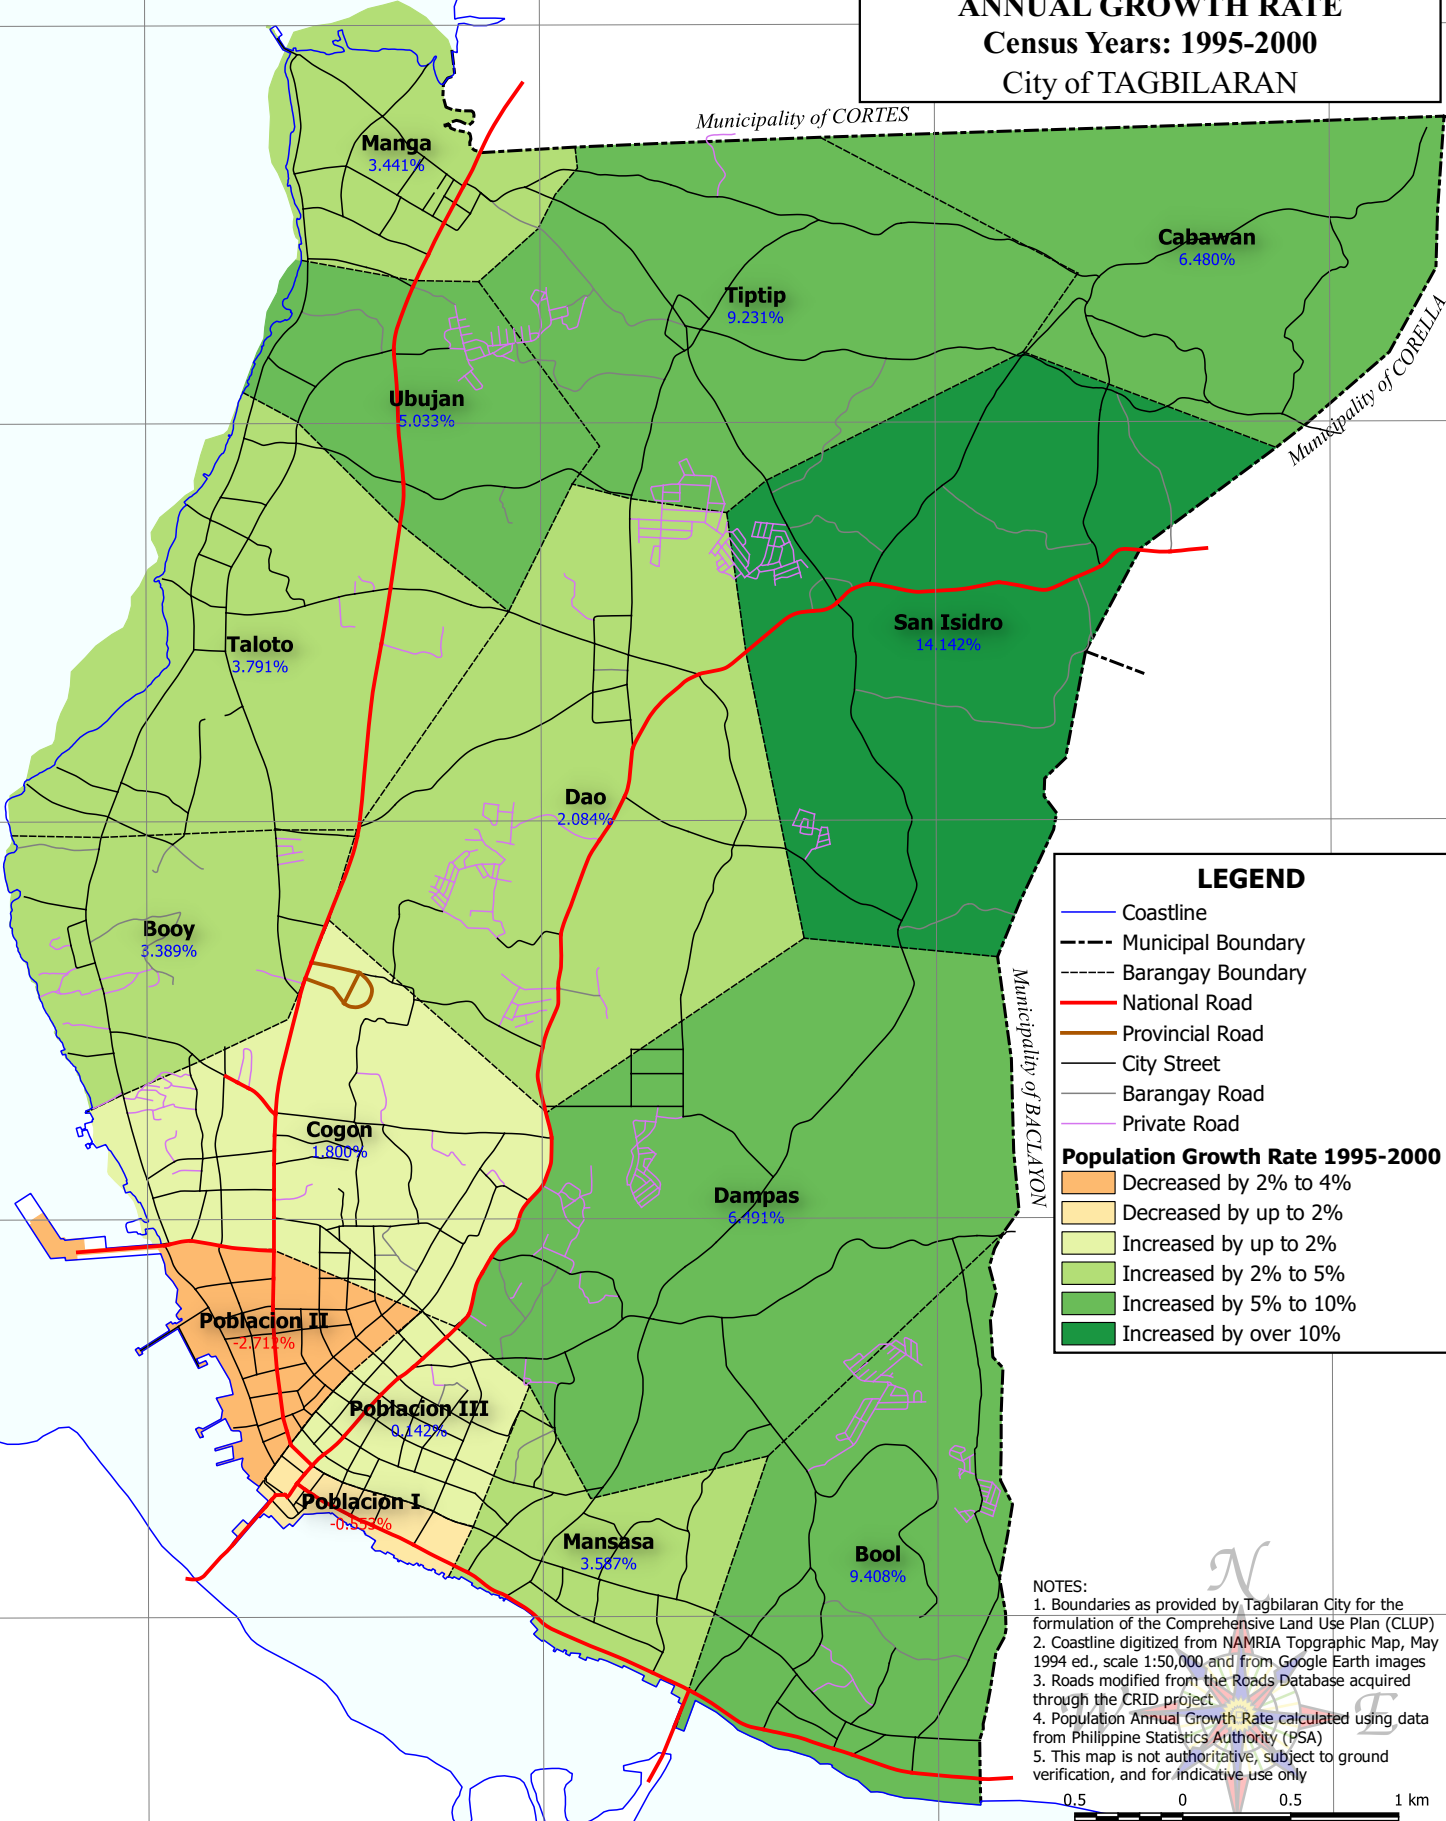 ANNUAL GROWTH RATE
Census Years: 1995-2000
City of TAGBILARAN
Municipality of CORTES
Manga
3.441%
Cabawan
6.480%
Tiptip
9.231%
Municipality of CORELLA
Ubujan
5.033%
San Isidro
14.142%
Taloto
3.791%
Dao
2.084%
Booy
3.389%
Municipality of BACLAYON
Cogon
1.800%
Dampas
6.491%
Poblacion II
-2.712%
Poblacion III
0.142%
Poblacion I
-0.553%
Mansasa
3.587%
Bool
9.408%
LEGEND
Coastline
Municipal Boundary
Barangay Boundary
National Road
Provincial Road
City Street
Barangay Road
Private Road
Population Growth Rate 1995-2000
Decreased by 2% to 4%
Decreased by up to 2%
Increased by up to 2%
Increased by 2% to 5%
Increased by 5% to 10%
Increased by over 10%
N
W
E
NOTES:
1. Boundaries as provided by Tagbilaran City for the
formulation of the Comprehensive Land Use Plan (CLUP)
2. Coastline digitized from NAMRIA Topgraphic Map, May
1994 ed., scale 1:50,000 and from Google Earth images
3. Roads modified from the Roads Database acquired
through the CRID project
4. Population Annual Growth Rate calculated using data
from Philippine Statistics Authority (PSA)
5. This map is not authoritative, subject to ground
verification, and for indicative use only
0.5 0 0.5 1 km